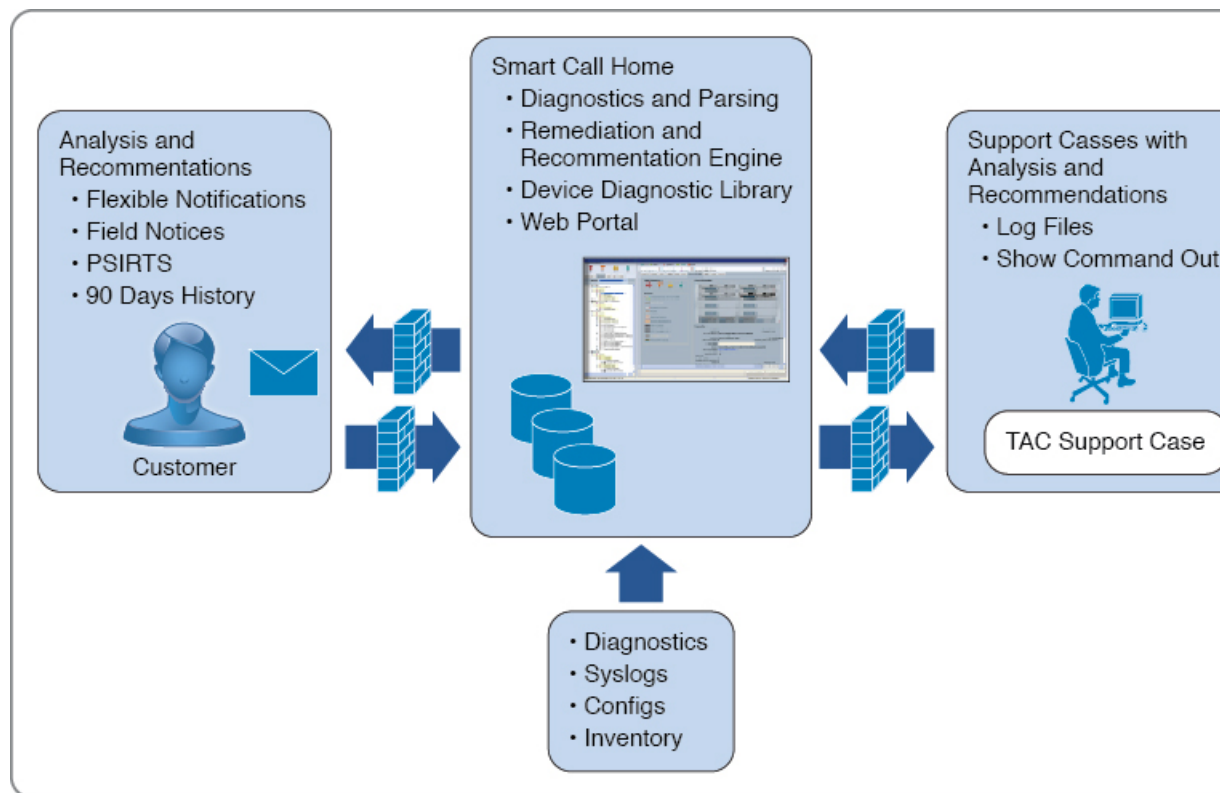 Analysis and
Recommentations
• Flexible Notifications
• Field Notices
• PSIRTS
• 90 Days History
Customer
Smart Call Home
• Diagnostics and Parsing
• Remediation and
Recommentation Engine
• Device Diagnostic Library
• Web Portal
Support Casses with
Analysis and
Recommendations
• Log Files
• Show Command Out
TAC Support Case
• Diagnostics
• Syslogs
• Configs
• Inventory